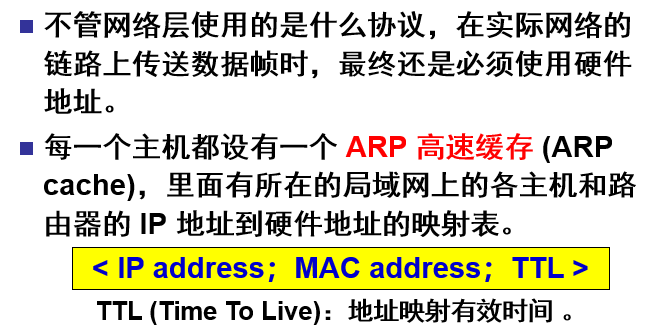 不管网络层使用的是什么协议，在实际网络的
链路上传送数据帧时，最终还是必须使用硬件
地址。
每一个主机都设有一个 ARP 高速缓存 (ARP
cache)，里面有所在的局域网上的各主机和路
由器的 IP 地址到硬件地址的映射表。
< IP address；MAC address；TTL >
TTL (Time To Live)：地址映射有效时间 。